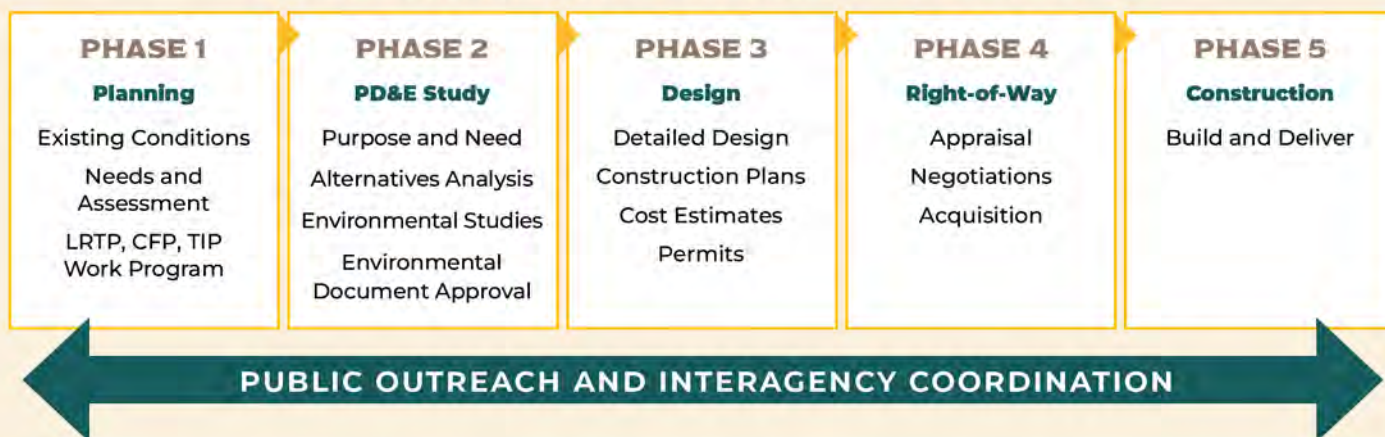 PHASE 1
Planning
Existing Conditions
Needs and
Assessment
LRTP, CFP, TIP
Work Program
PHASE 2
PD&E Study
Purpose and Need
Alternatives Analysis
Environmental Studies
Environmental
Document Approval
PHASE 3
Design
Detailed Design
Construction Plans
Cost Estimates
Permits
PHASE 4
Right-of-Way
Appraisal
Negotiations
Acquisition
PHASE 5
Construction
Build and Deliver
PUBLIC OUTREACH AND INTERAGENCY COORDINATION